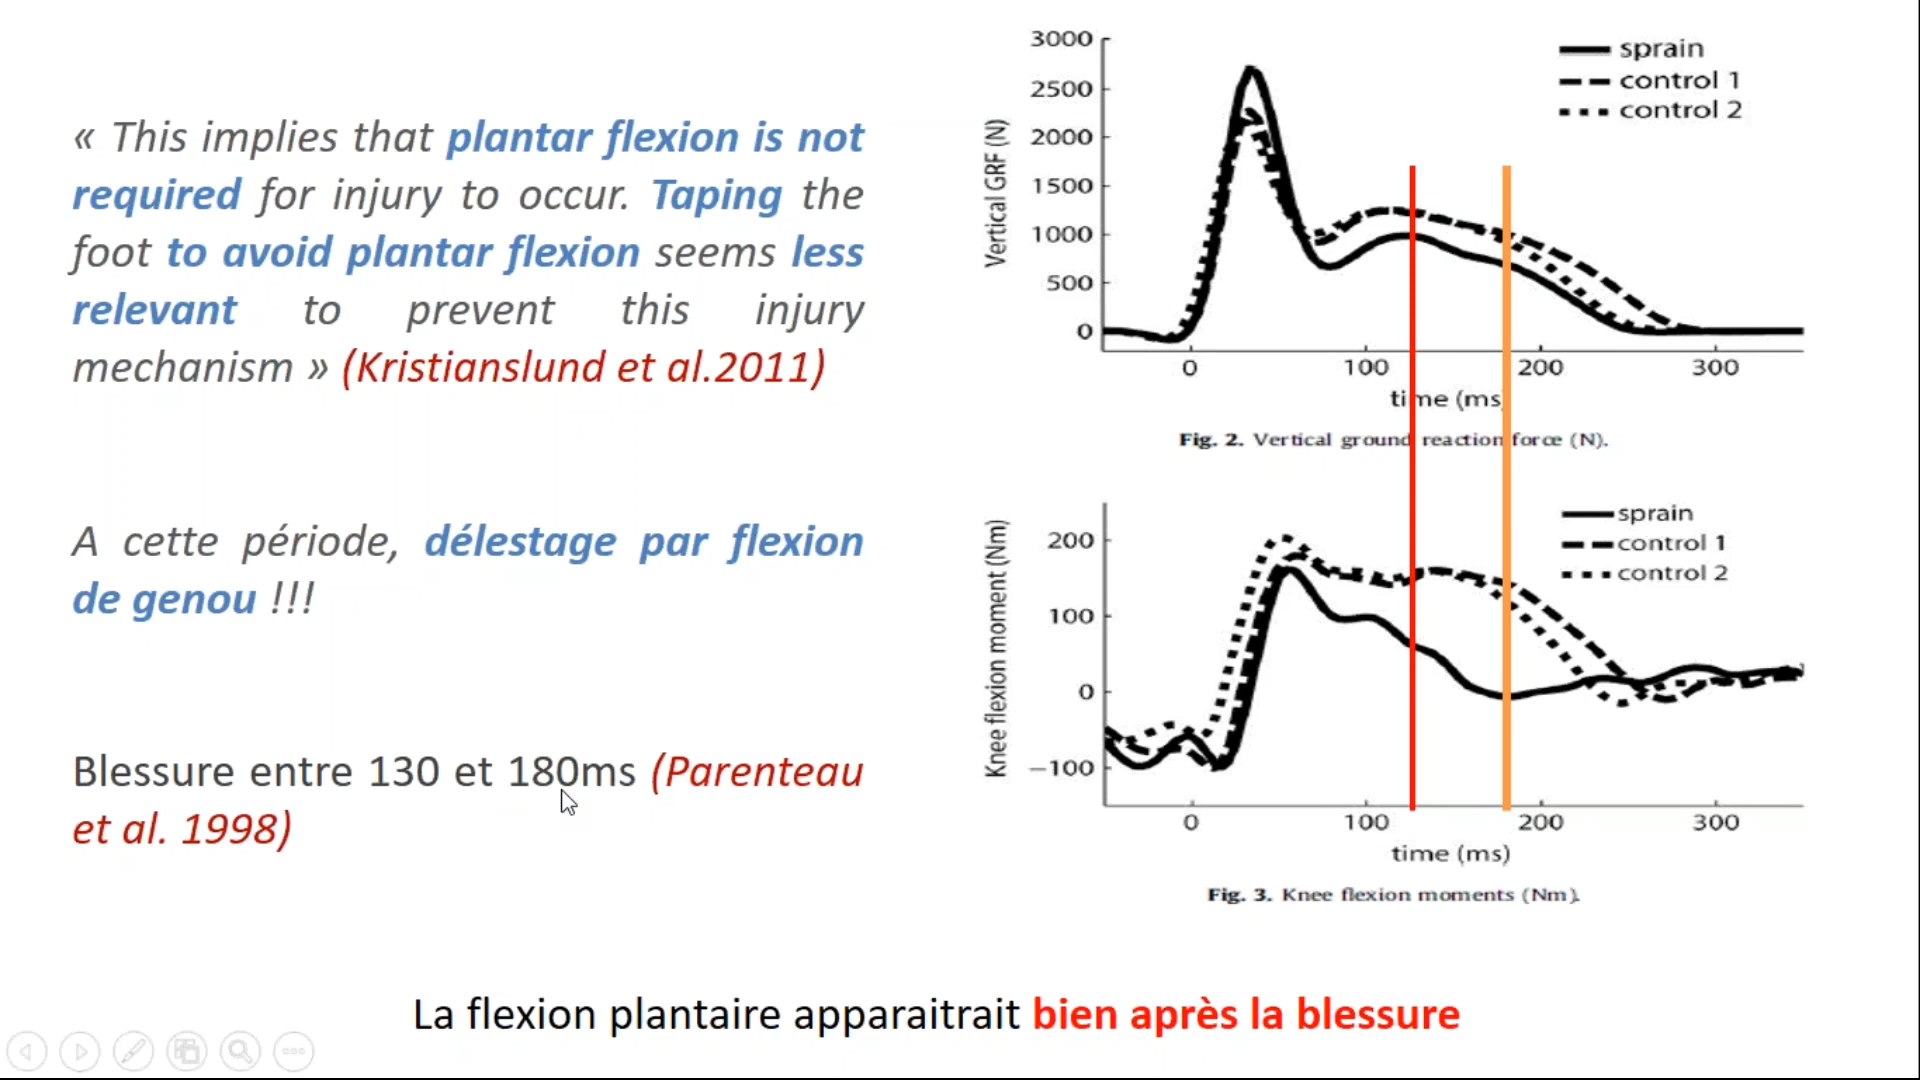 « This implies that plantar flexion is not
required for injury to occur. Taping the
foot to avoid plantar flexion seems less
relevant to prevent this injury
mechanism » (Kristianslund et al.2011)
A cette période, délestage par flexion
de genou !!!
Blessure entre 130 et 180ms (Parenteau
et al. 1998)
3000
2500
2000
1500
1000
500
0
Vertical GRF (N)
sprain
control 1
control 2
0 100 200 300
time (ms)
Fig. 2. Vertical ground reaction force (N).
200
100
0
−100
Knee flexion moment (Nm)
sprain
control 1
control 2
0 100 200 300
time (ms)
Fig. 3. Knee flexion moments (Nm).
La flexion plantaire apparaitrait bien après la blessure